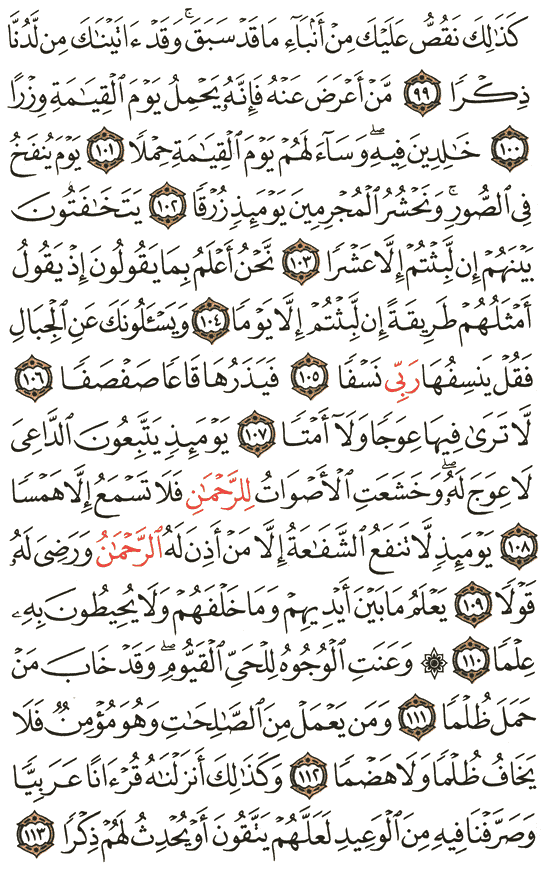 كَذَٰلِكَ نَقُصُّ عَلَيْكَ مِنْ أَنۢبَآءِ مَا قَدْ سَبَقَ ۚ وَقَدْ ءَاتَيْنَٰكَ مِن لَّدُنَّا
ذِكْرًا ٩٩ مَّنْ أَعْرَضَ عَنْهُ فَإِنَّهُۥ يَحْمِلُ يَوْمَ ٱلْقِيَٰمَةِ وِزْرًا
١٠٠ خَٰلِدِينَ فِيهِ ۖ وَسَآءَ لَهُمْ يَوْمَ ٱلْقِيَٰمَةِ حِمْلًا ١٠١ يَوْمَ يُنفَخُ
فِى ٱلصُّورِ ۚ وَنَحْشُرُ ٱلْمُجْرِمِينَ يَوْمَئِذٍ زُرْقًا ١٠٢ يَتَخَٰفَتُونَ
بَيْنَهُمْ إِن لَّبِثْتُمْ إِلَّا عَشْرًا ١٠٣ نَّحْنُ أَعْلَمُ بِمَا يَقُولُونَ إِذْ يَقُولُ
أَمْثَلُهُمْ طَرِيقَةً إِن لَّبِثْتُمْ إِلَّا يَوْمًا ١٠٤ وَيَسْـَٔلُونَكَ عَنِ ٱلْجِبَالِ
فَقُلْ يَنسِفُهَا رَبِّى نَسْفًا ١٠٥ فَيَذَرُهَا قَاعًا صَفْصَفًا ١٠٦
لَّا تَرَىٰ فِيهَا عِوَجًا وَلَآ أَمْتًا ١٠٧ يَوْمَئِذٍ يَتَّبِعُونَ ٱلدَّاعِىَ
لَا عِوَجَ لَهُۥ ۖ وَخَشَعَتِ ٱلْأَصْوَاتُ لِلرَّحْمَٰنِ فَلَا تَسْمَعُ إِلَّا هَمْسًا
١٠٨ يَوْمَئِذٍ لَّا تَنفَعُ ٱلشَّفَٰعَةُ إِلَّا مَنْ أَذِنَ لَهُ ٱلرَّحْمَٰنُ وَرَضِىَ لَهُۥ
قَوْلًا ١٠٩ يَعْلَمُ مَا بَيْنَ أَيْدِيهِمْ وَمَا خَلْفَهُمْ وَلَا يُحِيطُونَ بِهِۦ
عِلْمًا ١١٠ ۞ وَعَنَتِ ٱلْوُجُوهُ لِلْحَىِّ ٱلْقَيُّومِ ۖ وَقَدْ خَابَ مَنْ
حَمَلَ ظُلْمًا ١١١ وَمَن يَعْمَلْ مِنَ ٱلصَّٰلِحَٰتِ وَهُوَ مُؤْمِنٌ فَلَا
يَخَافُ ظُلْمًا وَلَا هَضْمًا ١١٢ وَكَذَٰلِكَ أَنزَلْنَٰهُ قُرْءَانًا عَرَبِيًّا
وَصَرَّفْنَا فِيهِ مِنَ ٱلْوَعِيدِ لَعَلَّهُمْ يَتَّقُونَ أَوْ يُحْدِثُ لَهُمْ ذِكْرًا ١١٣